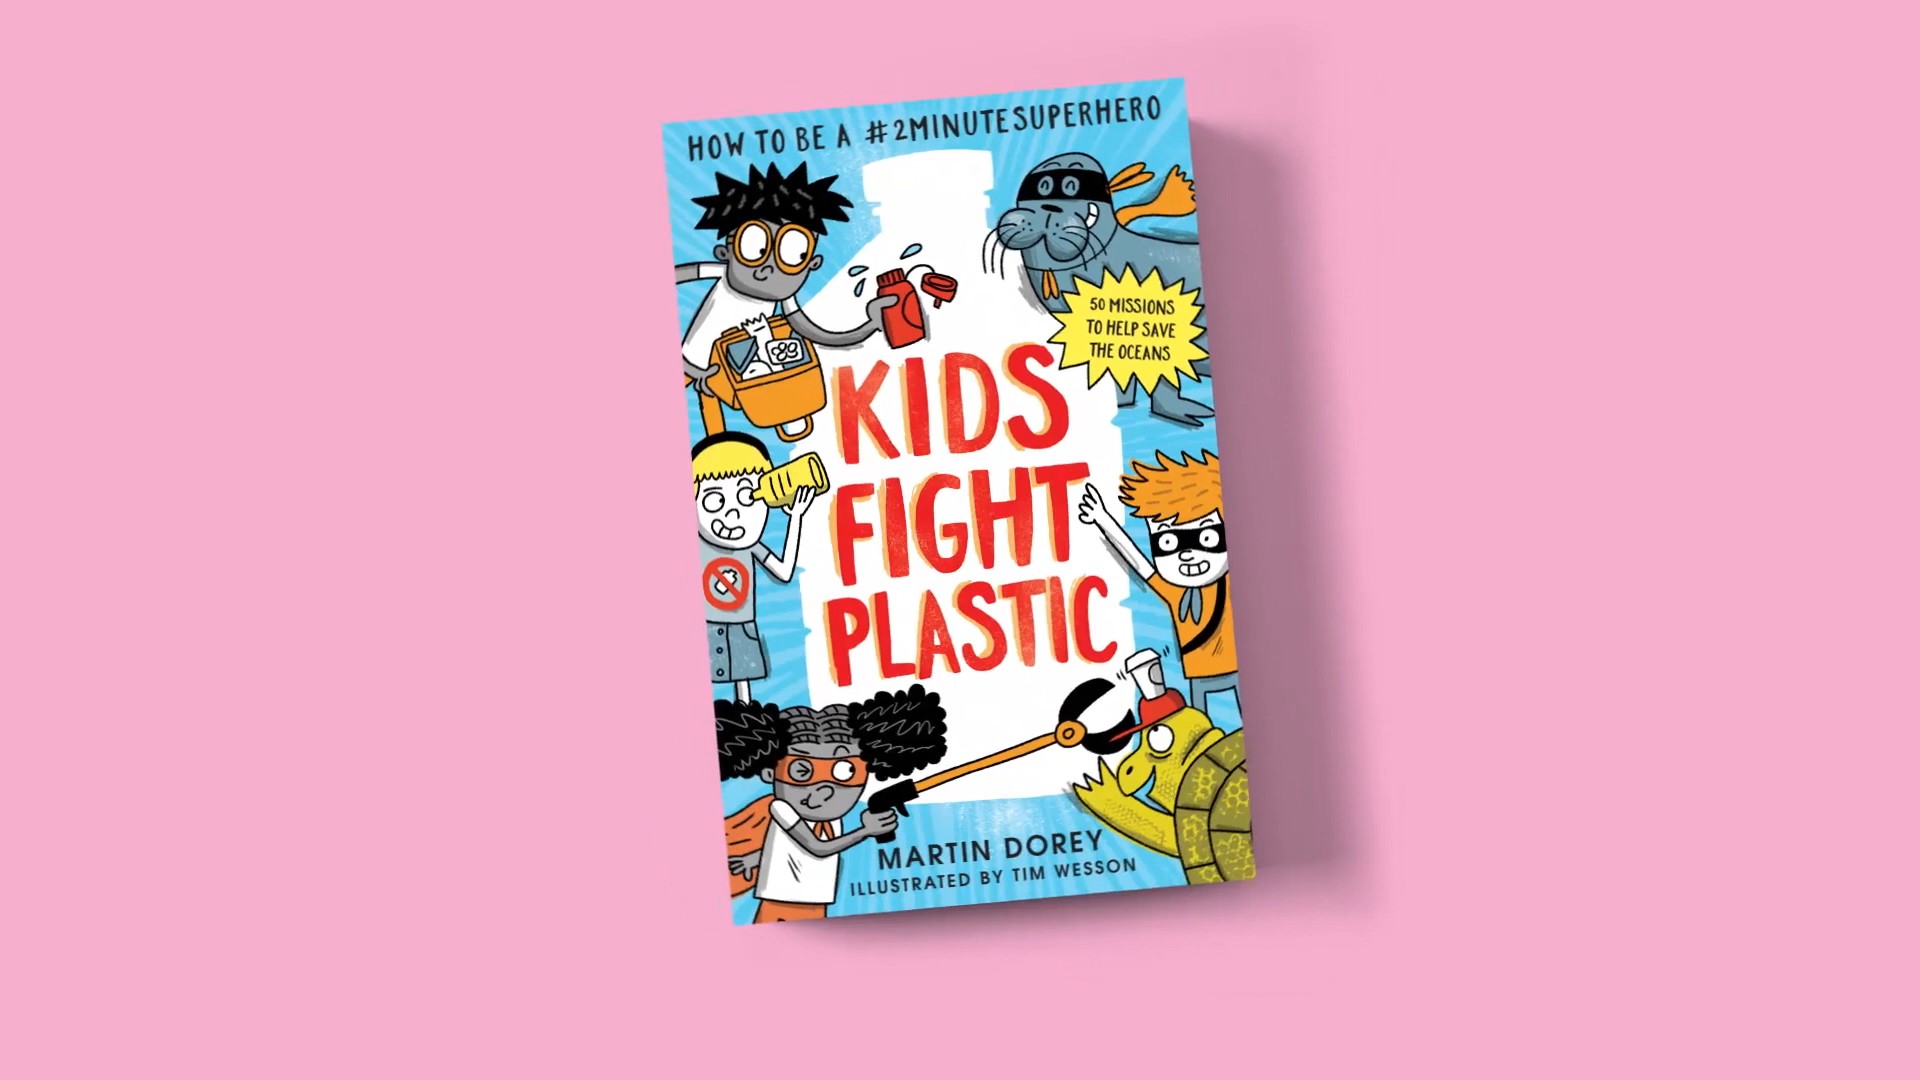 HOW TO BE A #2MINUTESUPERHERO
50 MISSIONS
TO HELP SAVE
THE OCEANS
KIDS
FIGHT
PLASTIC
MARTIN DOREY
ILLUSTRATED BY TIM WESSON